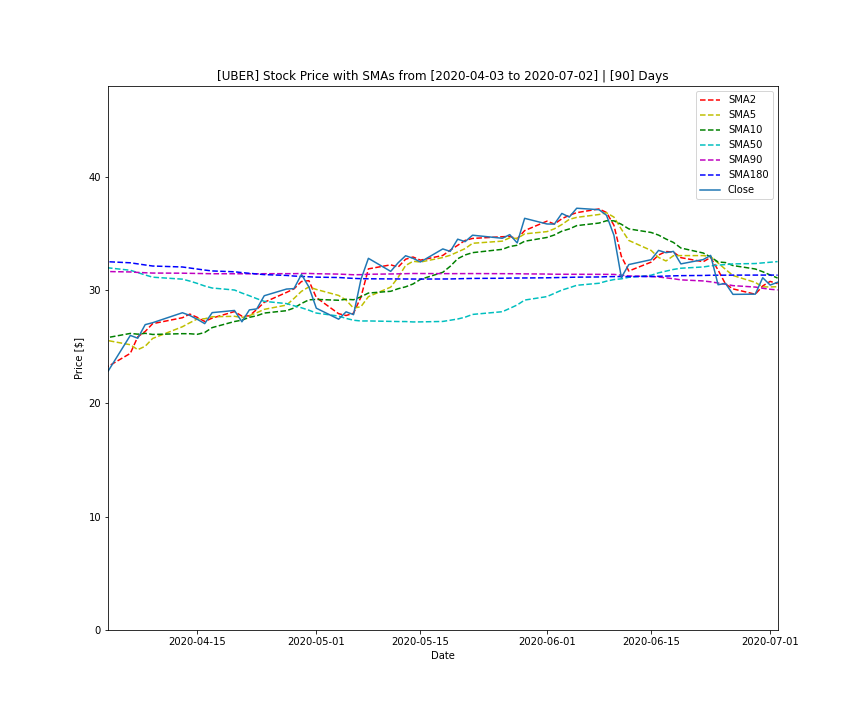 [UBER] Stock Price with SMAs from [2020-04-03 to 2020-07-02] | [90] Days
SMA2
SMA5
SMA10
SMA50
SMA90
SMA180
Close
Price [$]
40
30
20
10
0
2020-04-15
2020-05-01
2020-05-15
2020-06-01
2020-06-15
2020-07-01
Date